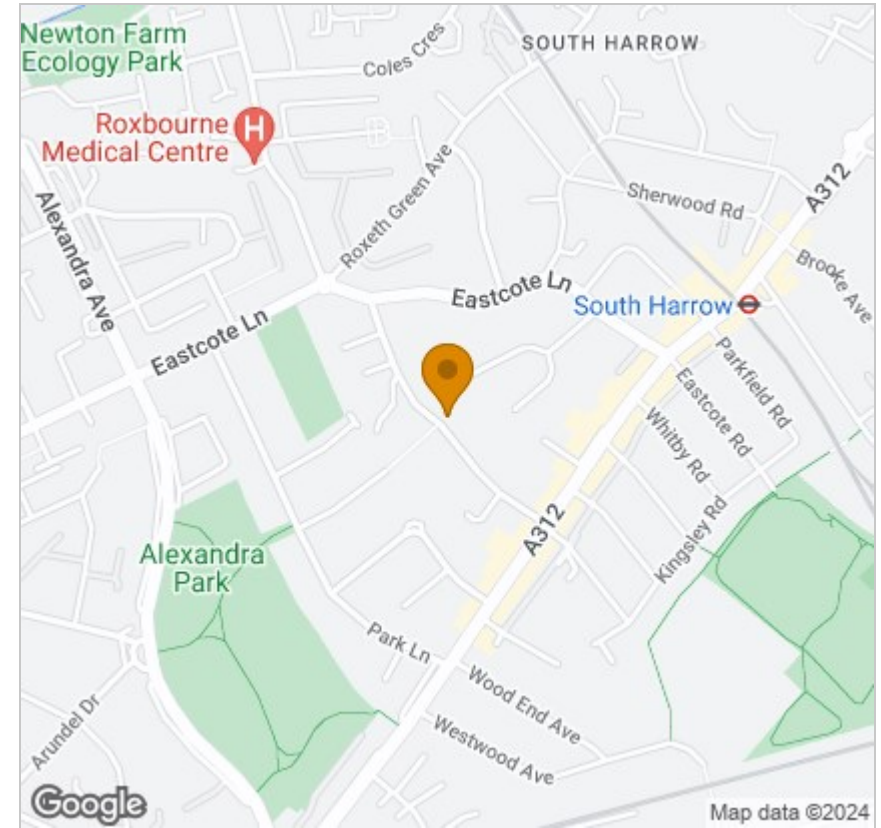 Newton Farm
Ecology Park
Coles Cres
SOUTH HARROW
Roxbourne
Medical Centre
H
Roxeth Green Ave
Sherwood Rd
A312
Alexandra Ave
Brooke Ave
Eastcote Ln
South Harrow
Eastcote Ln
Parkfield Rd
Eastcote Rd
Whitby Rd
Kingsley Rd
A312
Alexandra
Park
Park Ln
Wood End Ave
Westwood Ave
Arundel Dr
Google
Map data ©2024